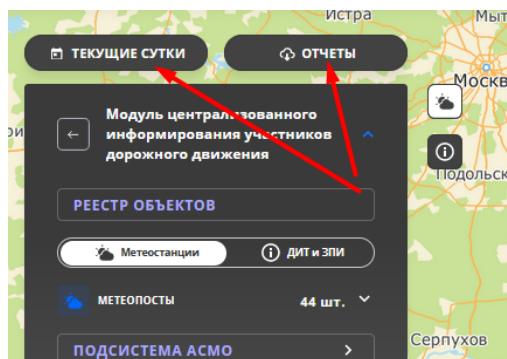 Истра
Мыт
ТЕКУЩИЕ СУТКИ
ОТЧЕТЫ
Москв
Модуль централизованного
информирования участников
дорожного движения
Подольск
РЕЕСТР ОБЪЕКТОВ
Метеостанции
ДИТ и ЗПИ
МЕТЕОПОСТЫ
44 шт.
Серпухов
ПОДСИСТЕМА АСМО